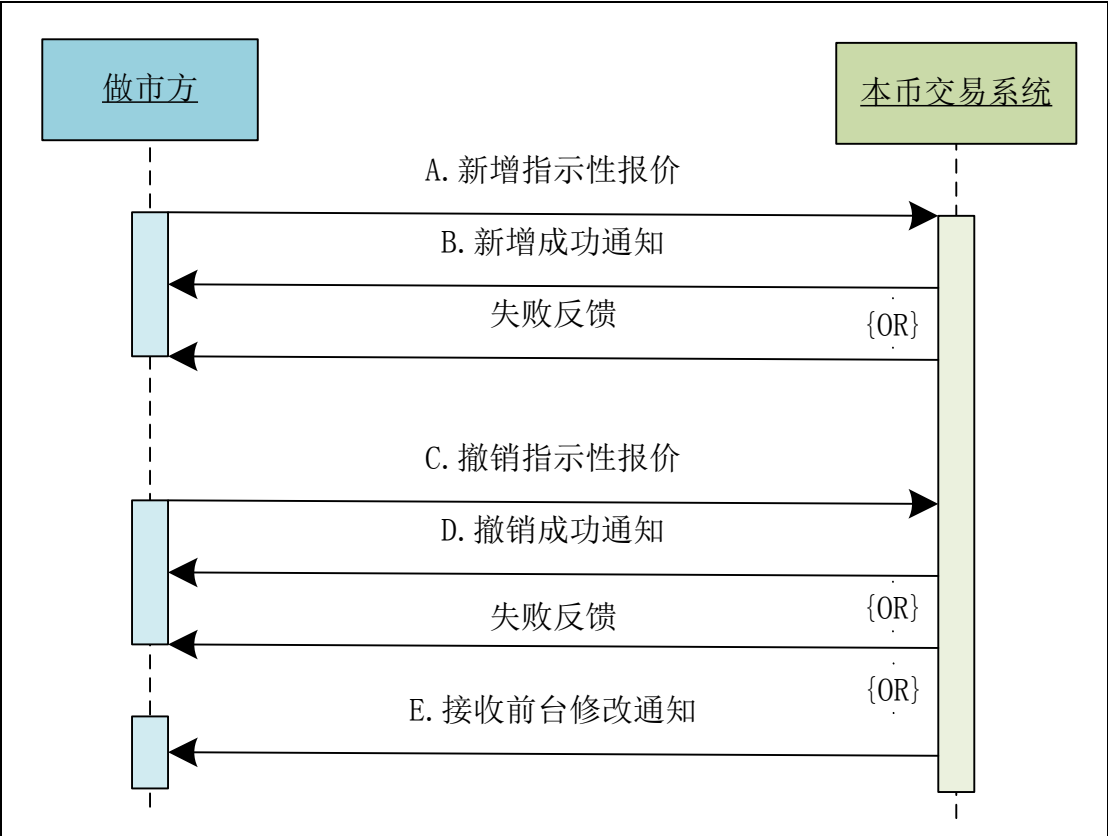 做市方
本币交易系统
A.新增指示性报价
B.新增成功通知
失败反馈
{OR}
C.撤销指示性报价
D.撤销成功通知
失败反馈
{OR}
{OR}
E.接收前台修改通知